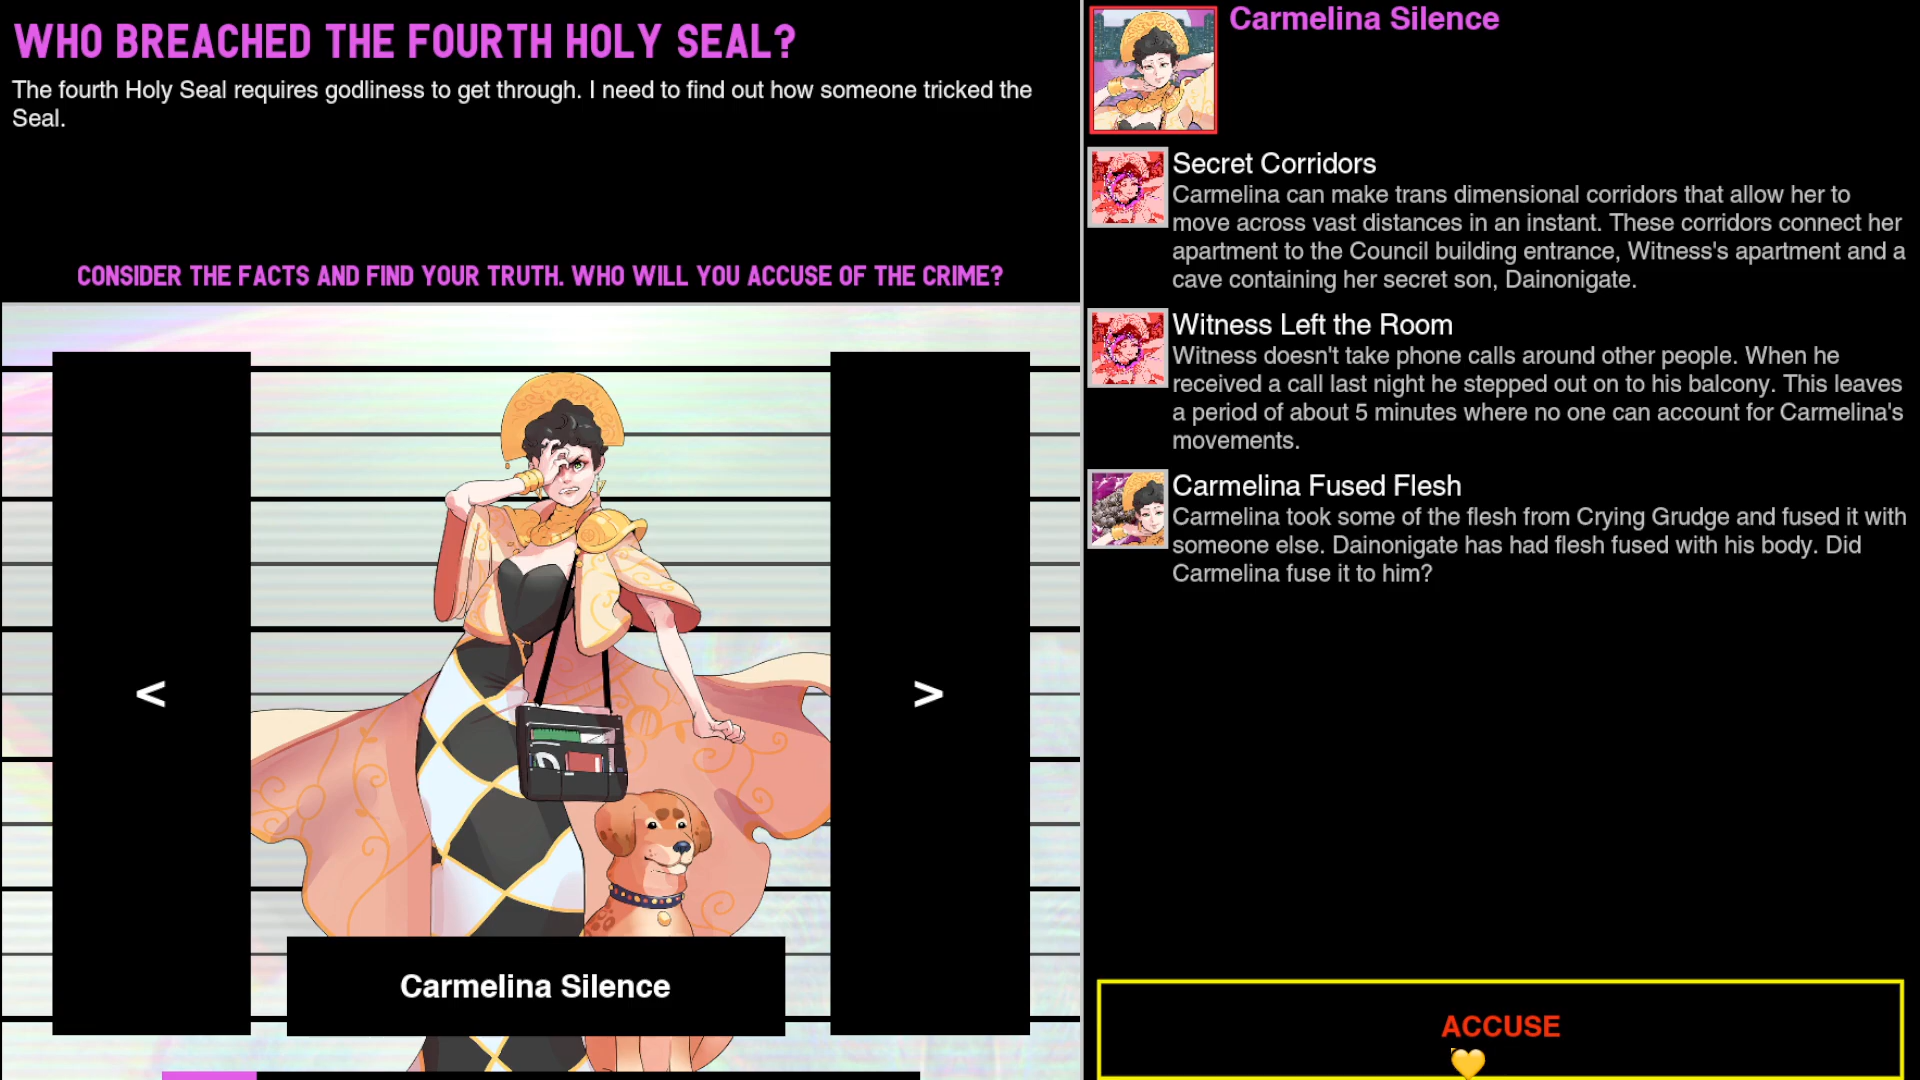 WHO BREACHED THE FOURTH HOLY SEAL?
The fourth Holy Seal requires godliness to get through. I need to find out how someone tricked the
Seal.
CONSIDER THE FACTS AND FIND YOUR TRUTH. WHO WILL YOU ACCUSE OF THE CRIME?
<
>
Carmelina Silence
Carmelina Silence
Secret Corridors
Carmelina can make trans dimensional corridors that allow her to
move across vast distances in an instant. These corridors connect her
apartment to the Council building entrance, Witness's apartment and a
cave containing her secret son, Dainonigate.
Witness Left the Room
Witness doesn't take phone calls around other people. When he
received a call last night he stepped out on to his balcony. This leaves
a period of about 5 minutes where no one can account for Carmelina's
movements.
Carmelina Fused Flesh
Carmelina took some of the flesh from Crying Grudge and fused it with
someone else. Dainonigate has had flesh fused with his body. Did
Carmelina fuse it to him?
ACCUSE